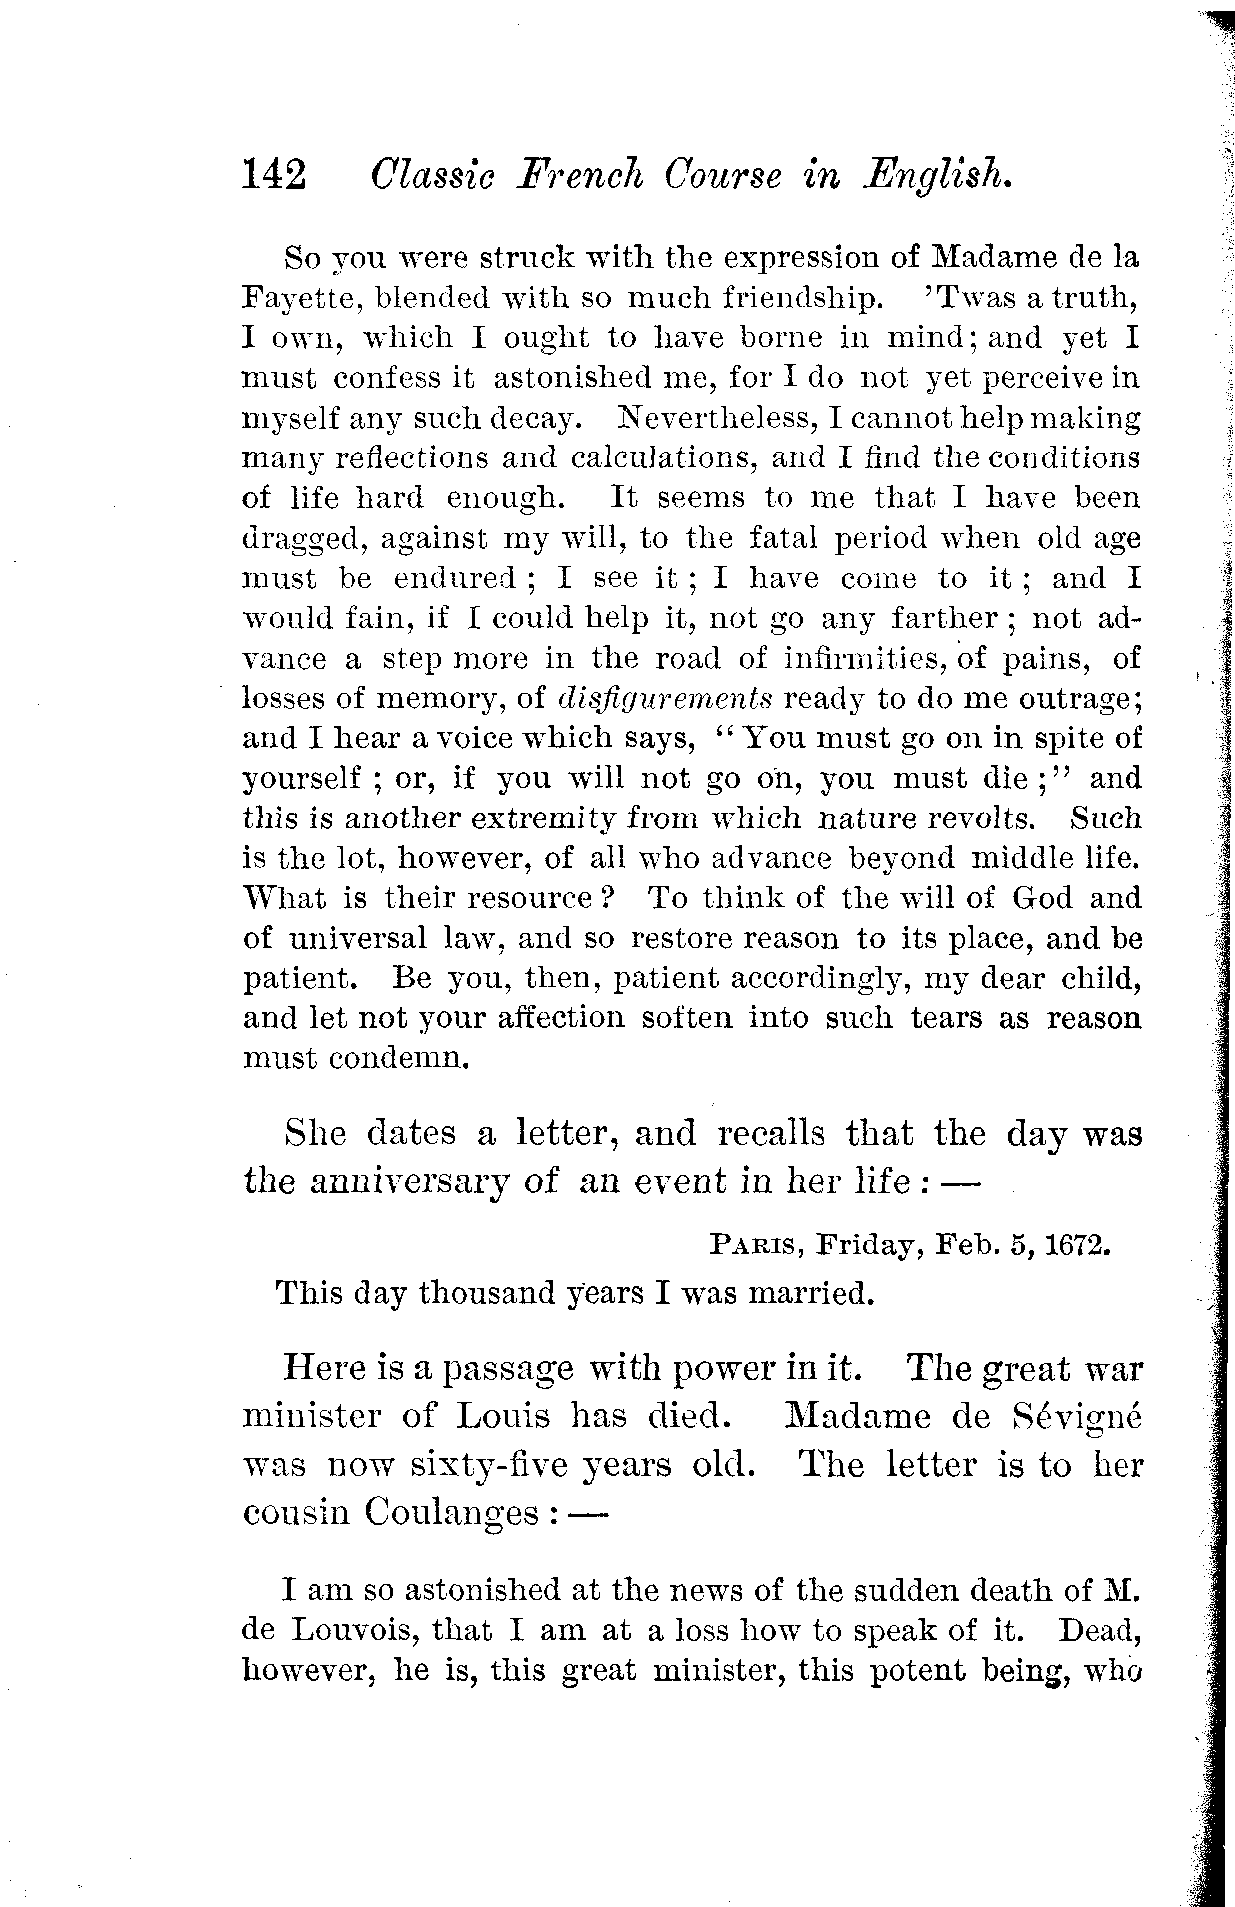 142 Classic French Course in English.
So you were struck with the expression of Madame de la
Fayette, blended with so much friendship. 'Twas a truth,
I own, which I ought to have borne in mind; and yet I
must confess it astonished me, for I do not yet perceive in
myself any such decay. Nevertheless, I cannot help making
many reflections and calculations, and I find the conditions
of life hard enough. It seems to me that I have been
dragged, against my will, to the fatal period when old age
must be endured; I see it; I have come to it; and I
would fain, if I could help it, not go any farther; not ad-
vance a step more in the road of infirmities, of pains, of
losses of memory, of disfigurements ready to do me outrage;
and I hear a voice which says, "You must go on in spite of
yourself; or, if you will not go on, you must die;" and
this is another extremity from which nature revolts. Such
is the lot, however, of all who advance beyond middle life.
What is their resource? To think of the will of God and
of universal law, and so restore reason to its place, and be
patient. Be you, then, patient accordingly, my dear child,
and let not your affection soften into such tears as reason
must condemn.
She dates a letter, and recalls that the day was
the anniversary of an event in her life:—
PARIS, Friday, Feb. 5, 1672.
This day thousand years I was married.
Here is a passage with power in it. The great war
minister of Louis has died. Madame de Sévigné
was now sixty-five years old. The letter is to her
cousin Coulanges:—
I am so astonished at the news of the sudden death of M.
de Louvois, that I am at a loss how to speak of it. Dead,
however, he is, this great minister, this potent being, who